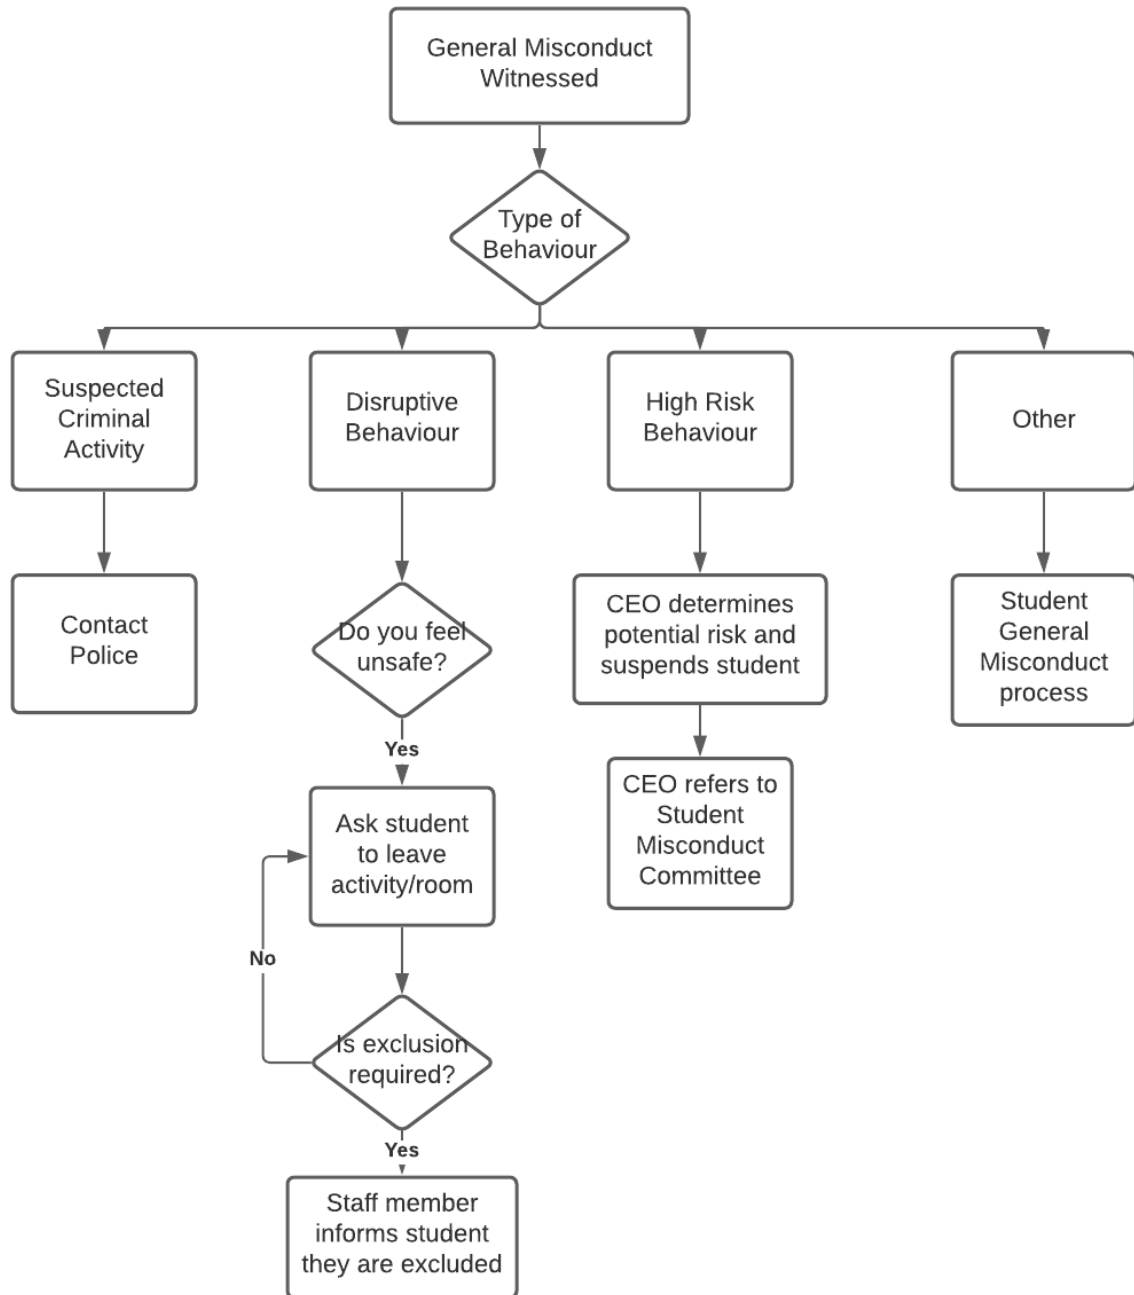 General Misconduct
Witnessed
Type of
Behaviour
Suspected
Criminal
Activity
Disruptive
Behaviour
High Risk
Behaviour
Other
Contact
Police
Do you feel
unsafe?
CEO determines
potential risk and
suspends student
Student
General
Misconduct
process
Yes
Ask student
to leave
activity/room
CEO refers to
Student
Misconduct
Committee
No
Is exclusion
required?
Yes
Staff member
informs student
they are excluded